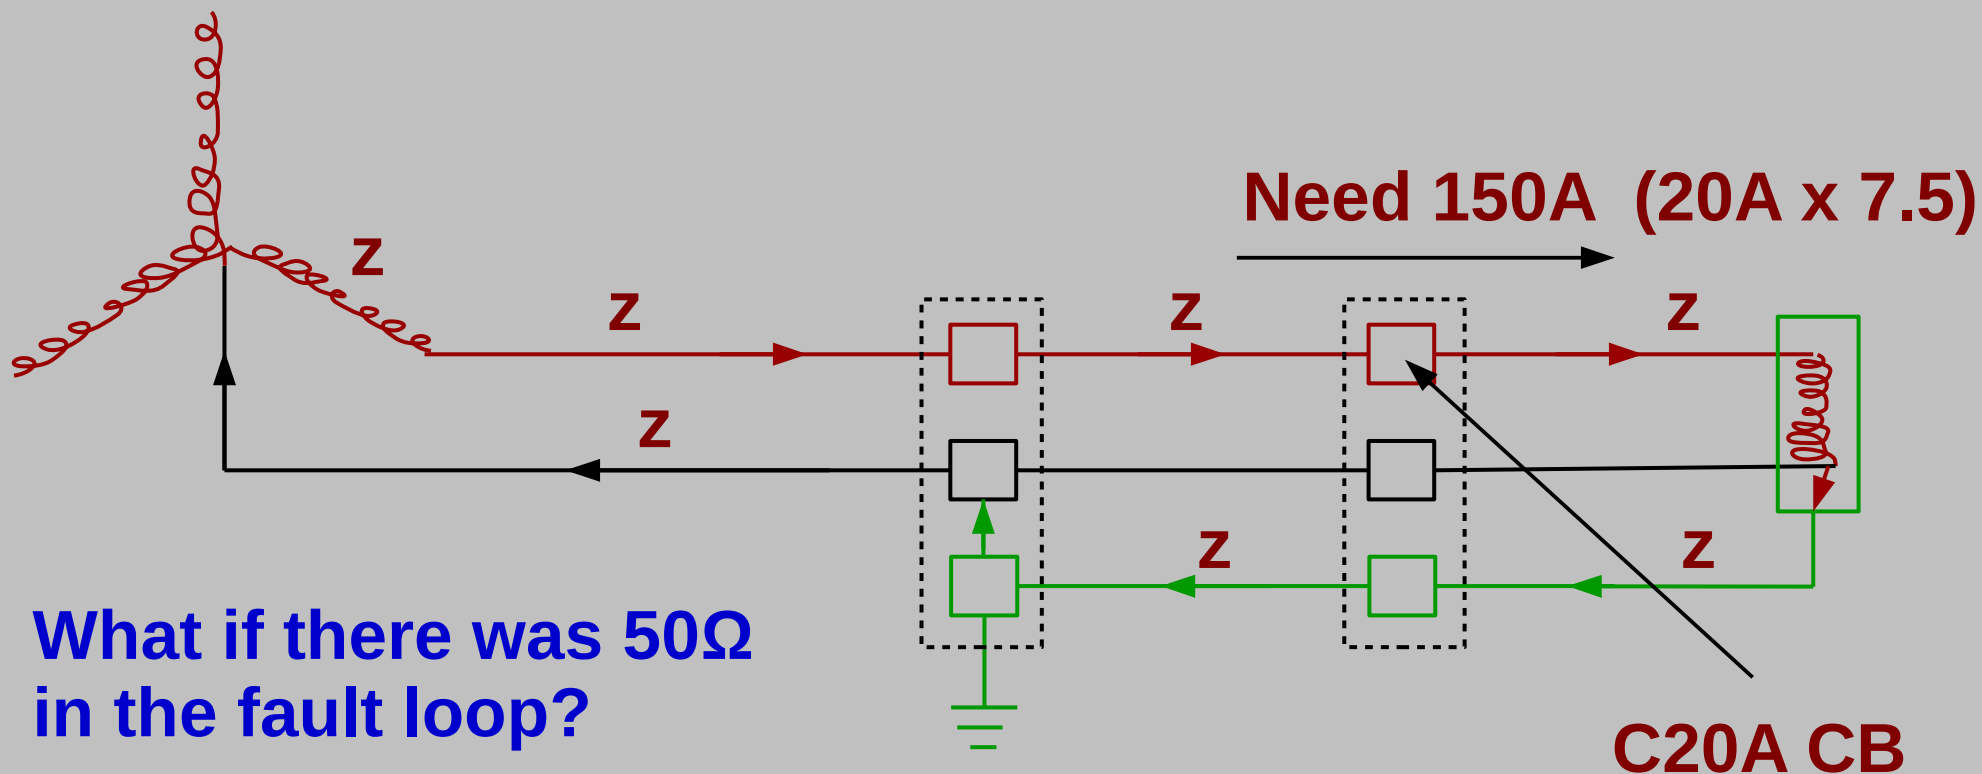 Need 150A (20A x 7.5)
z
z
z
z
z
z
z
What if there was 50Ω
in the fault loop?
C20A CB